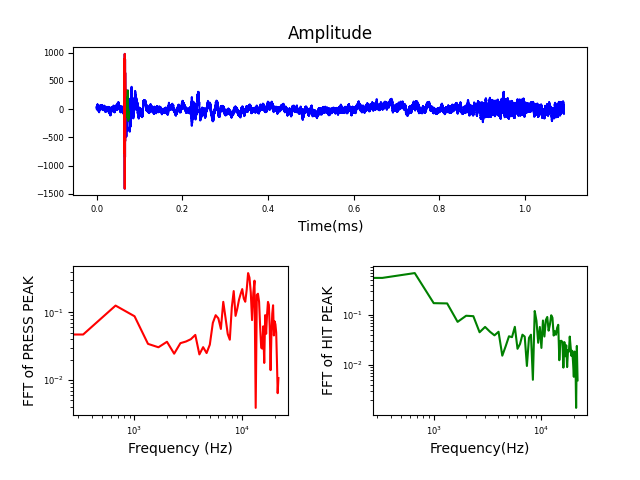 Amplitude
1000
500
0
−500
−1000
−1500
0.0 0.2 0.4 0.6 0.8 1.0
Time(ms)
FFT of PRESS PEAK
10⁻¹
10⁻²
10³ 10⁴
Frequency (Hz)
FFT of HIT PEAK
10⁻¹
10⁻²
10³ 10⁴
Frequency(Hz)